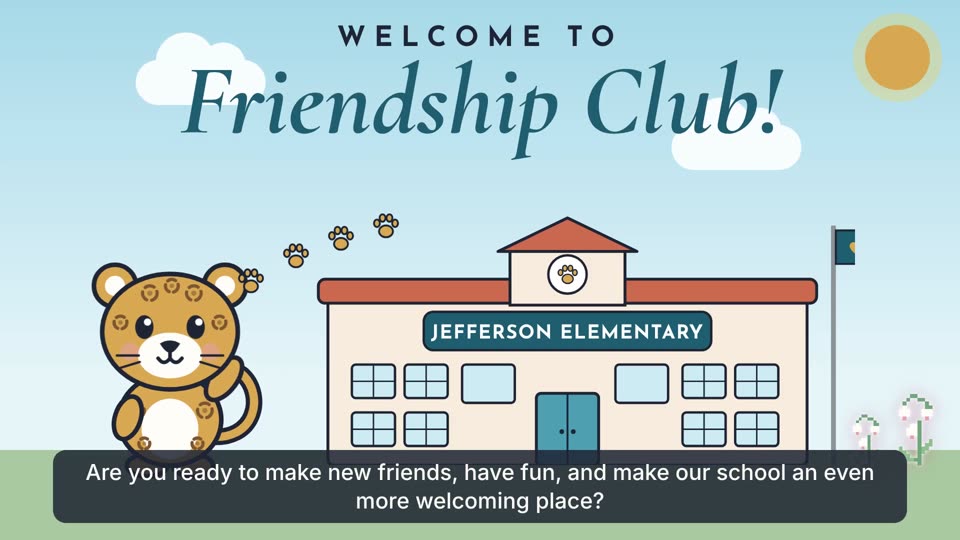 WELCOME TO
Friendship Club!
JEFFERSON ELEMENTARY
Are you ready to make new friends, have fun, and make our school an even
more welcoming place?